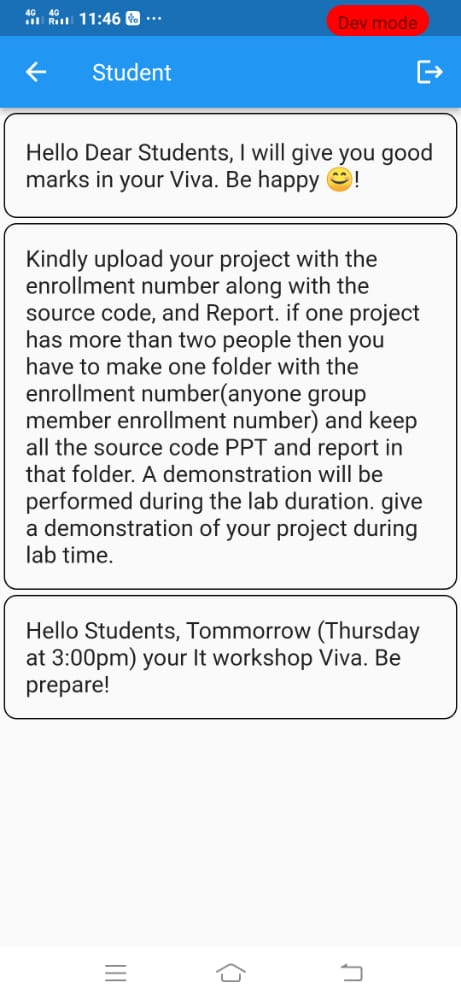 4G 4G R 11:46 ...
Dev mode
Student
Hello Dear Students, I will give you good
marks in your Viva. Be happy 😊!
Kindly upload your project with the
enrollment number along with the
source code, and Report. if one project
has more than two people then you
have to make one folder with the
enrollment number(anyone group
member enrollment number) and keep
all the source code PPT and report in
that folder. A demonstration will be
performed during the lab duration. give
a demonstration of your project during
lab time.
Hello Students, Tommorrow (Thursday
at 3:00pm) your It workshop Viva. Be
prepare!